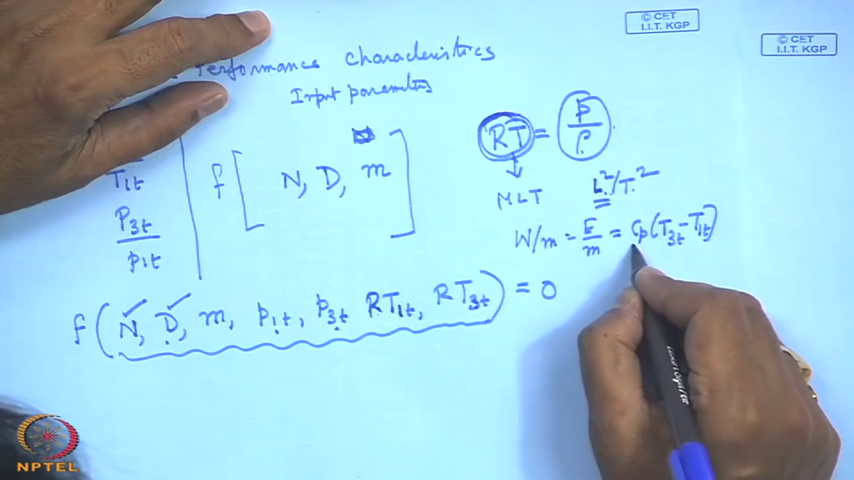 © CET
I.I.T. KGP
© CET
I.I.T. KGP
Performance Characteristics
Input parameters
T1t
P3t
p1t
f [ N, D, m ]
RT = p/ρ
MLT L²/T²
W/m = E/m = Cp(T3t-T1t)
f (N, D, m, p1t, p3t RT1t, RT3t) = 0
NPTEL